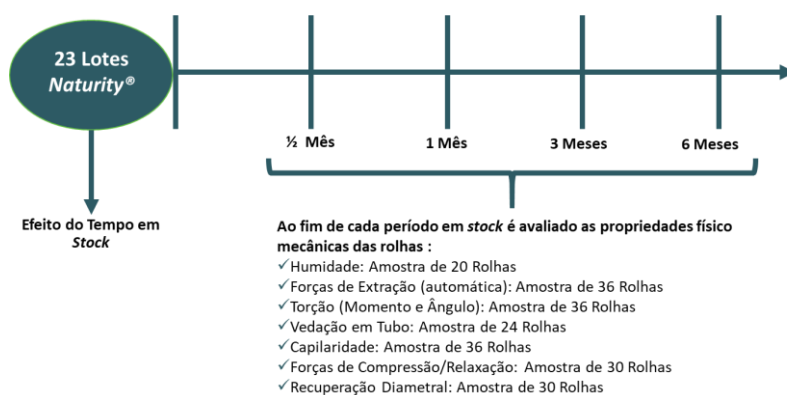 23 Lotes
Naturity®
½ Mês
1 Mês
3 Meses
6 Meses
Efeito do Tempo em
Stock
Ao fim de cada período em stock é avaliado as propriedades físico
mecânicas das rolhas :
✓Humidade: Amostra de 20 Rolhas
✓Forças de Extração (automática): Amostra de 36 Rolhas
✓Torção (Momento e Ângulo): Amostra de 36 Rolhas
✓Vedação em Tubo: Amostra de 24 Rolhas
✓Capilaridade: Amostra de 36 Rolhas
✓Forças de Compressão/Relaxação: Amostra de 30 Rolhas
✓Recuperação Diametral: Amostra de 30 Rolhas